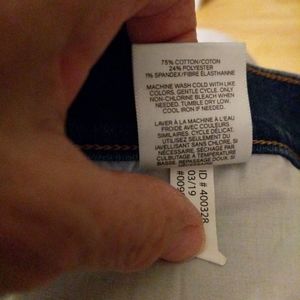 75% COTTON/COTON
24% POLYESTER
1% SPANDEX/FIBRE ÉLASTHANNE
MACHINE WASH COLD WITH LIKE
COLORS. GENTLE CYCLE. ONLY
NON-CHLORINE BLEACH WHEN
NEEDED. TUMBLE DRY LOW.
COOL IRON IF NEEDED.
LAVER À LA MACHINE À L'EAU
FROIDE AVEC COULEURS
SIMILAIRES. CYCLE DÉLICAT.
UTILISEZ SEULEMENT DU
JAVELLISANT SANS CHLORE SI
NÉCESSAIRE. SÉCHAGE PAR
CULBUTAGE À TEMPÉRATURE
BASSE. REPASSAGE DOUX, SI
ID # 40032R
03/19